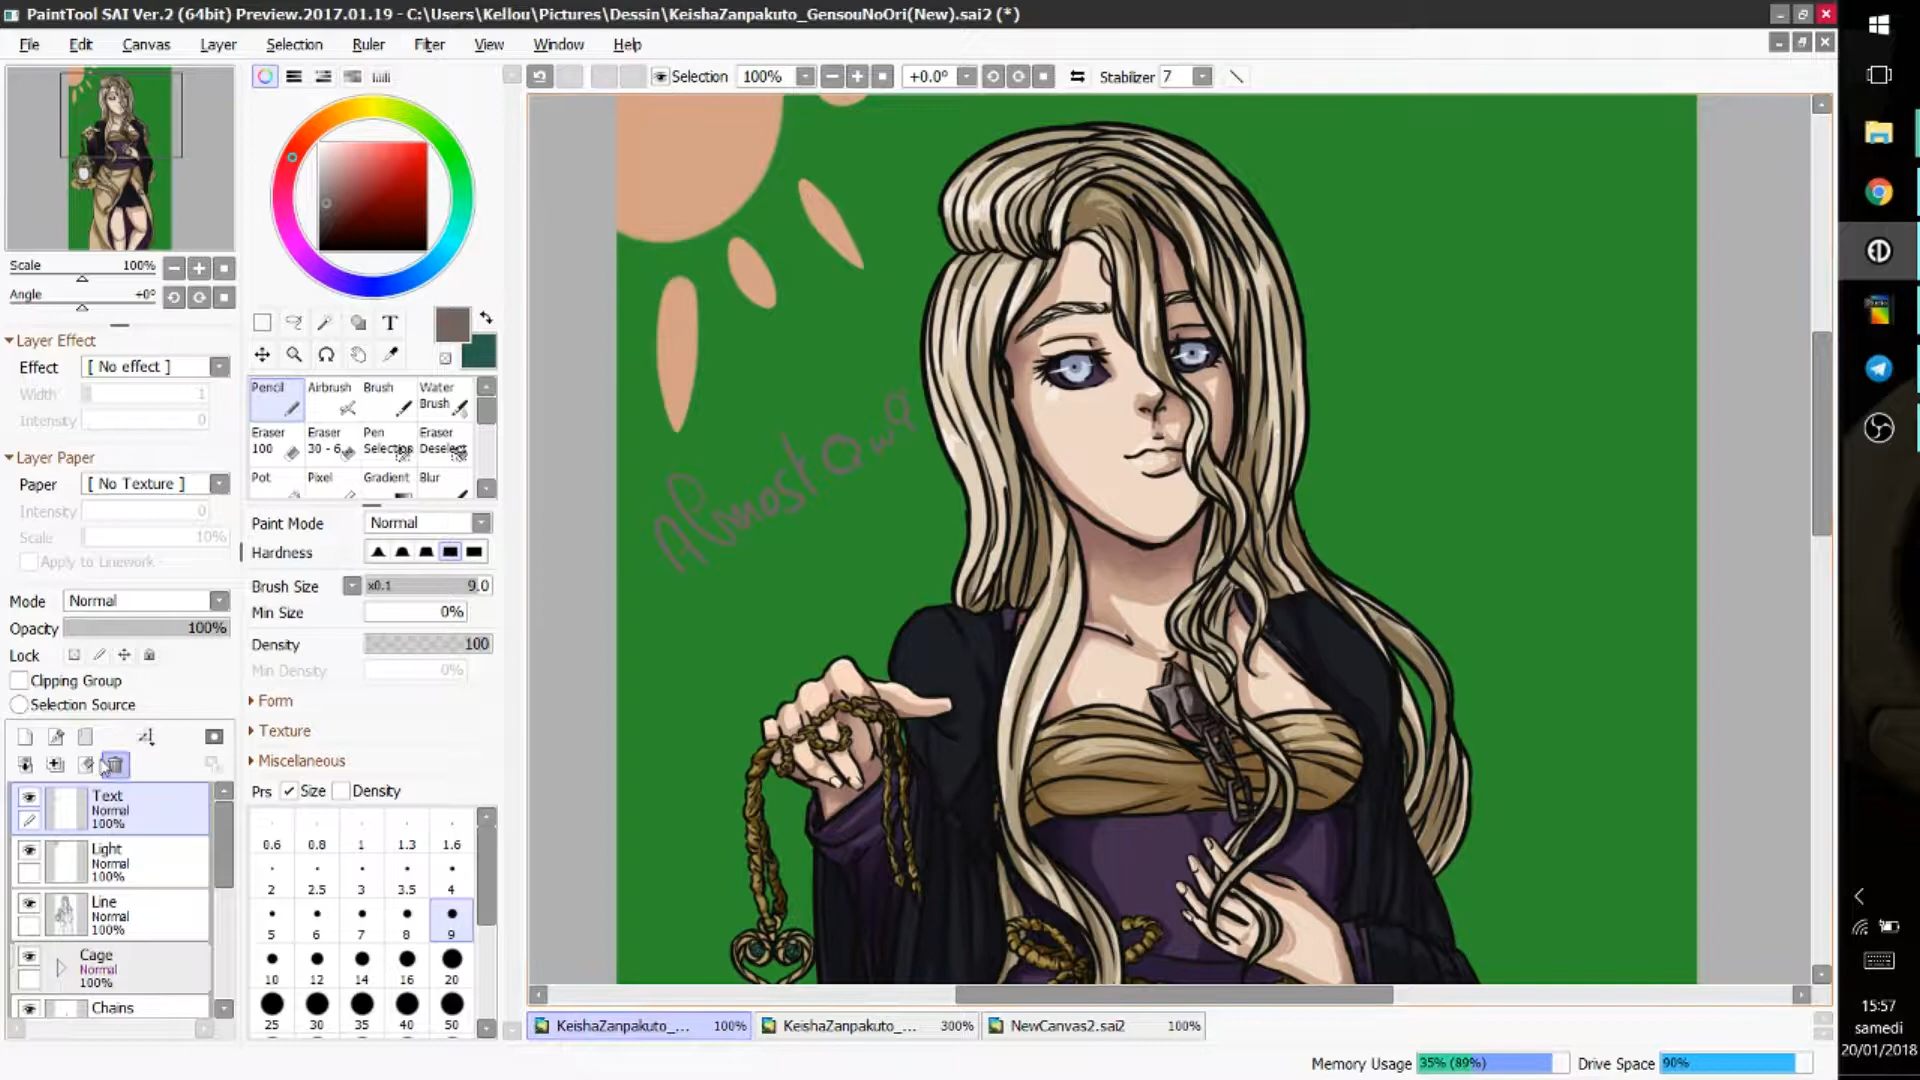 PaintTool SAI Ver.2 (64bit) Preview.2017.01.19 - C:\Users\Kellou\Pictures\Dessin\KeishaZanpakuto_GensouNoOri(New).sai2 (*)
File Edit Canvas Layer Selection Ruler Filter View Window Help
Selection 100% +0.0° Stabilizer 7
Scale 100%
Angle +0°
Layer Effect
Effect [ No effect ]
Width 1
Intensity 0
Layer Paper
Paper [ No Texture ]
Intensity 0
Scale 10%
Apply to Linework
Mode Normal
Opacity 100%
Lock
Clipping Group
Selection Source
Text
Normal
100%
Light
Normal
100%
Line
Normal
100%
Cage
Normal
100%
Chains
T
Pencil Airbrush Brush Water Brush
Eraser 100 Eraser 30 - 6 Pen Selection Eraser Deselect
Pot Pixel Gradient Blur
Paint Mode Normal
Hardness
Brush Size x0.1 9.0
Min Size 0%
Density 100
Min Density 0%
Form
Texture
Miscellaneous
Prs Size Density
0.6 0.8 1 1.3 1.6
2 2.5 3 3.5 4
5 6 7 8 9
10 12 14 16 20
25 30 35 40 50
Almost OwO
KeishaZanpakuto_... 100% KeishaZanpakuto_... 300% NewCanvas2.sai2 100%
Memory Usage 35% (89%) Drive Space 90%
15:57
samedi
20/01/2018